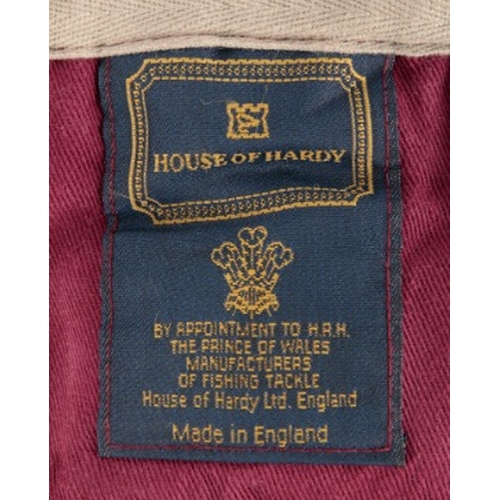 HOUSE OF HARDY
BY APPOINTMENT TO H.R.H.
THE PRINCE OF WALES
MANUFACTURERS
OF FISHING TACKLE
House of Hardy Ltd. England
Made in England